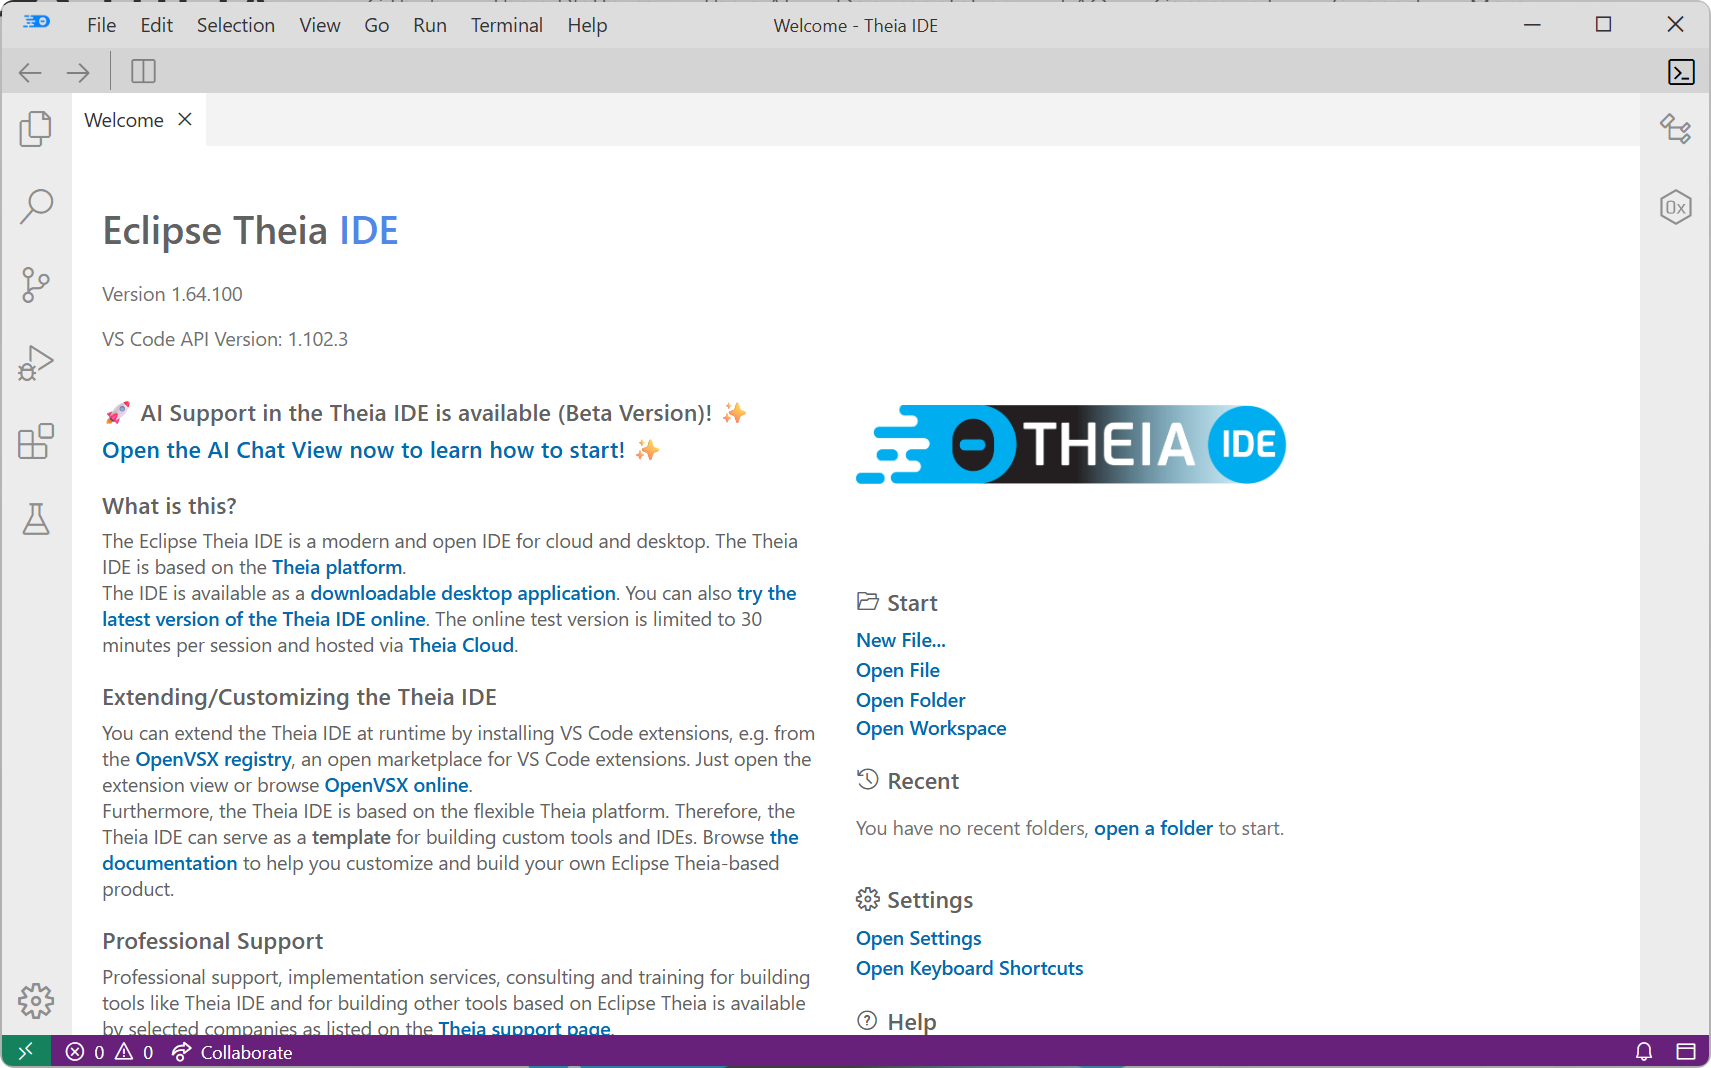 File Edit Selection View Go Run Terminal Help Welcome - Theia IDE
Welcome
Eclipse Theia IDE
Version 1.64.100
VS Code API Version: 1.102.3
🚀 AI Support in the Theia IDE is available (Beta Version)! ✨
Open the AI Chat View now to learn how to start! ✨
What is this?
The Eclipse Theia IDE is a modern and open IDE for cloud and desktop. The Theia
IDE is based on the Theia platform.
The IDE is available as a downloadable desktop application. You can also try the
latest version of the Theia IDE online. The online test version is limited to 30
minutes per session and hosted via Theia Cloud.
Extending/Customizing the Theia IDE
You can extend the Theia IDE at runtime by installing VS Code extensions, e.g. from
the OpenVSX registry, an open marketplace for VS Code extensions. Just open the
extension view or browse OpenVSX online.
Furthermore, the Theia IDE is based on the flexible Theia platform. Therefore, the
Theia IDE can serve as a template for building custom tools and IDEs. Browse the
documentation to help you customize and build your own Eclipse Theia-based
product.
Professional Support
Professional support, implementation services, consulting and training for building
tools like Theia IDE and for building other tools based on Eclipse Theia is available
by selected companies as listed on the Theia support page.
THEIA IDE
Start
New File...
Open File
Open Folder
Open Workspace
Recent
You have no recent folders, open a folder to start.
Settings
Open Settings
Open Keyboard Shortcuts
Help
0x
0 0 Collaborate